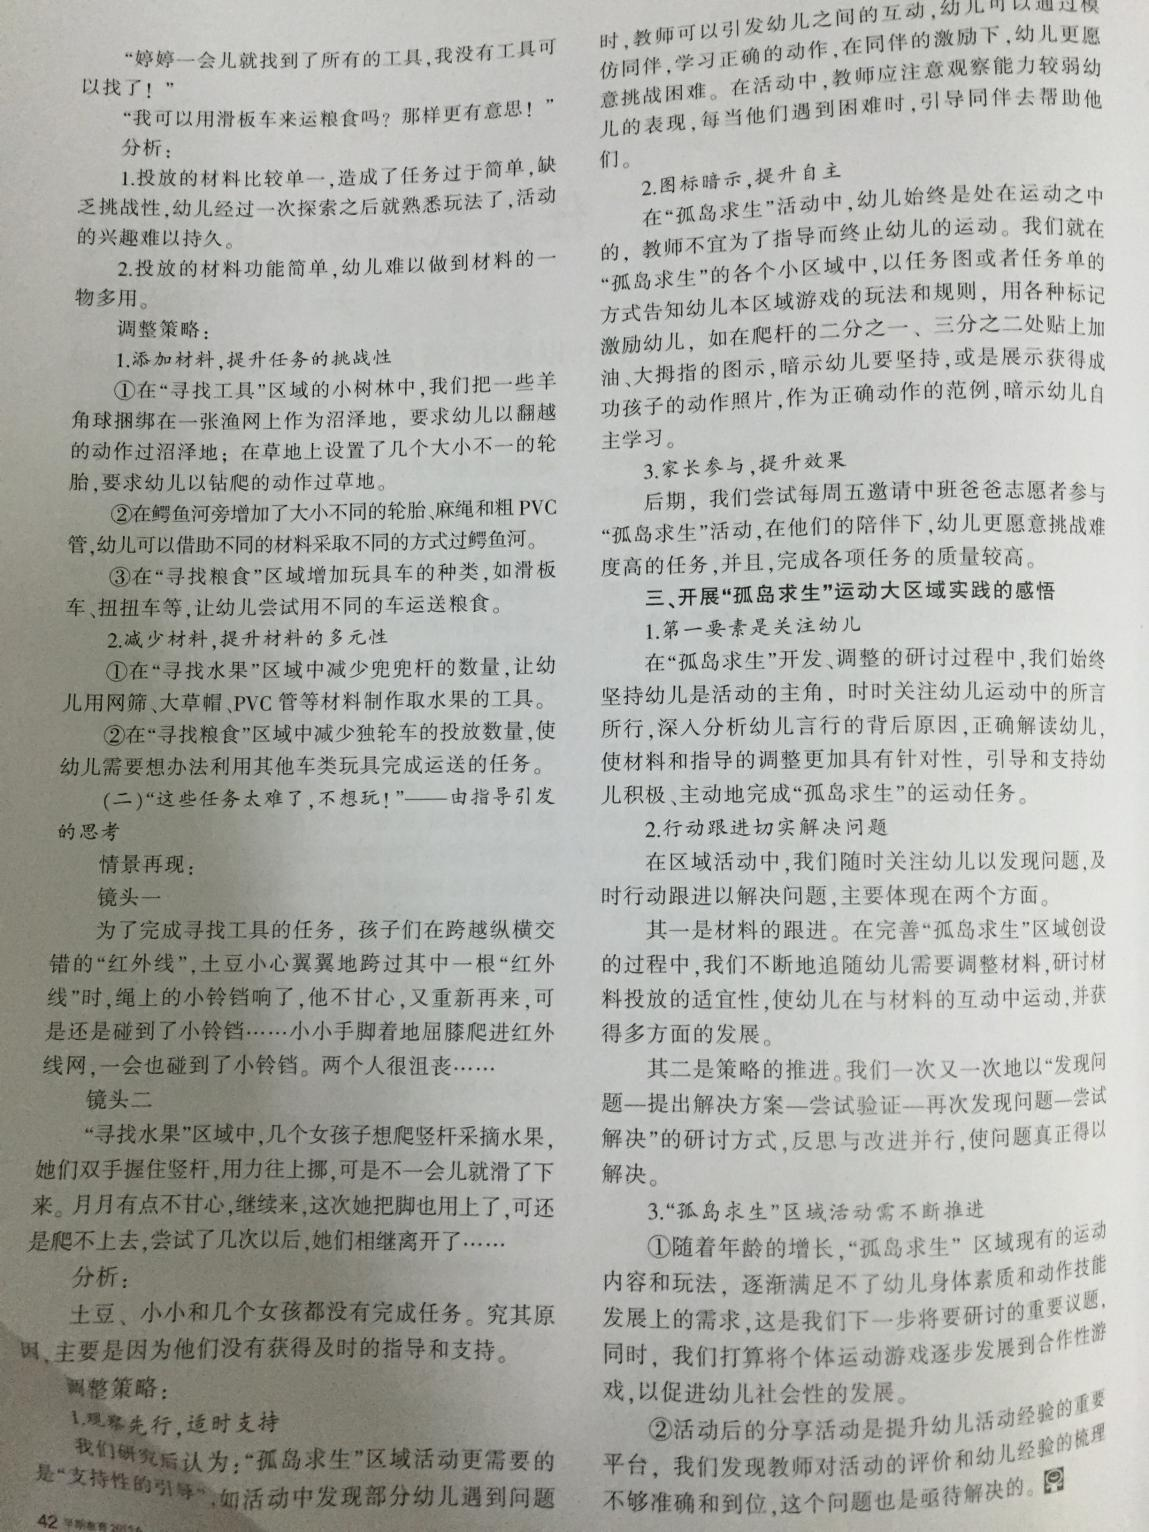 “婷婷一会儿就找到了所有的工具,我没有工具可
以找了！”
“我可以用滑板车来运粮食吗？那样更有意思！”
分析：
1.投放的材料比较单一,造成了任务过于简单,缺
乏挑战性,幼儿经过一次探索之后就熟悉玩法了,活动
的兴趣难以持久。
2.投放的材料功能简单,幼儿难以做到材料的一
物多用。
调整策略：
1.添加材料,提升任务的挑战性
①在“寻找工具”区域的小树林中,我们把一些羊
角球捆绑在一张渔网上作为沼泽地，要求幼儿以翻越
的动作过沼泽地；在草地上设置了几个大小不一的轮
胎,要求幼儿以钻爬的动作过草地。
②在鳄鱼河旁增加了大小不同的轮胎、麻绳和粗 PVC
管,幼儿可以借助不同的材料采取不同的方式过鳄鱼河。
③在“寻找粮食”区域增加玩具车的种类,如滑板
车、扭扭车等,让幼儿尝试用不同的车运送粮食。
2.减少材料,提升材料的多元性
①在“寻找水果”区域中减少兜兜杆的数量,让幼
儿用网筛、大草帽、PVC 管等材料制作取水果的工具。
②在“寻找粮食”区域中减少独轮车的投放数量,使
幼儿需要想办法利用其他车类玩具完成运送的任务。
(二)“这些任务太难了,不想玩！”——由指导引发
的思考
情景再现：
镜头一
为了完成寻找工具的任务，孩子们在跨越纵横交
错的“红外线”,土豆小心翼翼地跨过其中一根“红外
线”时,绳上的小铃铛响了,他不甘心,又重新再来,可
是还是碰到了小铃铛……小小手脚着地屈膝爬进红外
线网,一会也碰到了小铃铛。两个人很沮丧……
镜头二
“寻找水果”区域中,几个女孩子想爬竖杆采摘水果,
她们双手握住竖杆,用力往上挪,可是不一会儿就滑了下
来。月月有点不甘心,继续来,这次她把脚也用上了,可还
是爬不上去,尝试了几次以后,她们相继离开了……
分析：
土豆、小小和几个女孩都没有完成任务。究其原
因,主要是因为他们没有获得及时的指导和支持。
调整策略：
1.观察先行,适时支持
我们研究后认为：“孤岛求生”区域活动更需要的
是“支持性的引导”,如活动中发现部分幼儿遇到问题
42 早期教育
时,教师可以引发幼儿之间的互动,幼儿可以通过模
仿同伴,学习正确的动作,在同伴的激励下,幼儿更愿
意挑战困难。在活动中,教师应注意观察能力较弱幼
儿的表现,每当他们遇到困难时,引导同伴去帮助他
们。
2.图标暗示,提升自主
在“孤岛求生”活动中,幼儿始终是处在运动之中
的，教师不宜为了指导而终止幼儿的运动。我们就在
“孤岛求生”的各个小区域中,以任务图或者任务单的
方式告知幼儿本区域游戏的玩法和规则，用各种标记
激励幼儿，如在爬杆的二分之一、三分之二处贴上加
油、大拇指的图示,暗示幼儿要坚持,或是展示获得成
功孩子的动作照片,作为正确动作的范例,暗示幼儿自
主学习。
3.家长参与,提升效果
后期，我们尝试每周五邀请中班爸爸志愿者参与
“孤岛求生”活动,在他们的陪伴下,幼儿更愿意挑战难
度高的任务,并且,完成各项任务的质量较高。
三、开展“孤岛求生”运动大区域实践的感悟
1.第一要素是关注幼儿
在“孤岛求生”开发、调整的研讨过程中,我们始终
坚持幼儿是活动的主角，时时关注幼儿运动中的所言
所行,深入分析幼儿言行的背后原因,正确解读幼儿,
使材料和指导的调整更加具有针对性，引导和支持幼
儿积极、主动地完成“孤岛求生”的运动任务。
2.行动跟进切实解决问题
在区域活动中,我们随时关注幼儿以发现问题,及
时行动跟进以解决问题,主要体现在两个方面。
其一是材料的跟进。在完善“孤岛求生”区域创设
的过程中,我们不断地追随幼儿需要调整材料,研讨材
料投放的适宜性,使幼儿在与材料的互动中运动,并获
得多方面的发展。
其二是策略的推进。我们一次又一次地以“发现问
题—提出解决方案—尝试验证—再次发现问题—尝试
解决”的研讨方式,反思与改进并行,使问题真正得以
解决。
3.“孤岛求生”区域活动需不断推进
①随着年龄的增长,“孤岛求生” 区域现有的运动
内容和玩法，逐渐满足不了幼儿身体素质和动作技能
发展上的需求,这是我们下一步将要研讨的重要议题,
同时，我们打算将个体运动游戏逐步发展到合作性游
戏,以促进幼儿社会性的发展。
②活动后的分享活动是提升幼儿活动经验的重要
平台，我们发现教师对活动的评价和幼儿经验的梳理
不够准确和到位,这个问题也是亟待解决的。